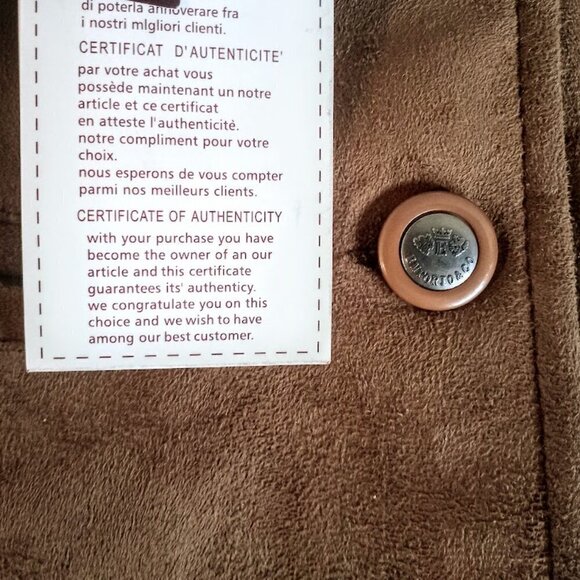 di poterla annoverare fra
i nostri mlgliori clienti.
CERTIFICAT D'AUTENTICITE'
par votre achat vous
possède maintenant un notre
article et ce certificat
en atteste l'authenticitè.
notre compliment pour votre
choix.
nous esperons de vous compter
parmi nos meilleurs clients.
CERTIFICATE OF AUTHENTICITY
with your purchase you have
become the owner of an our
article and this certificate
guarantees its' authenticy.
we congratulate you on this
choice and we wish to have
among our best customer.
E